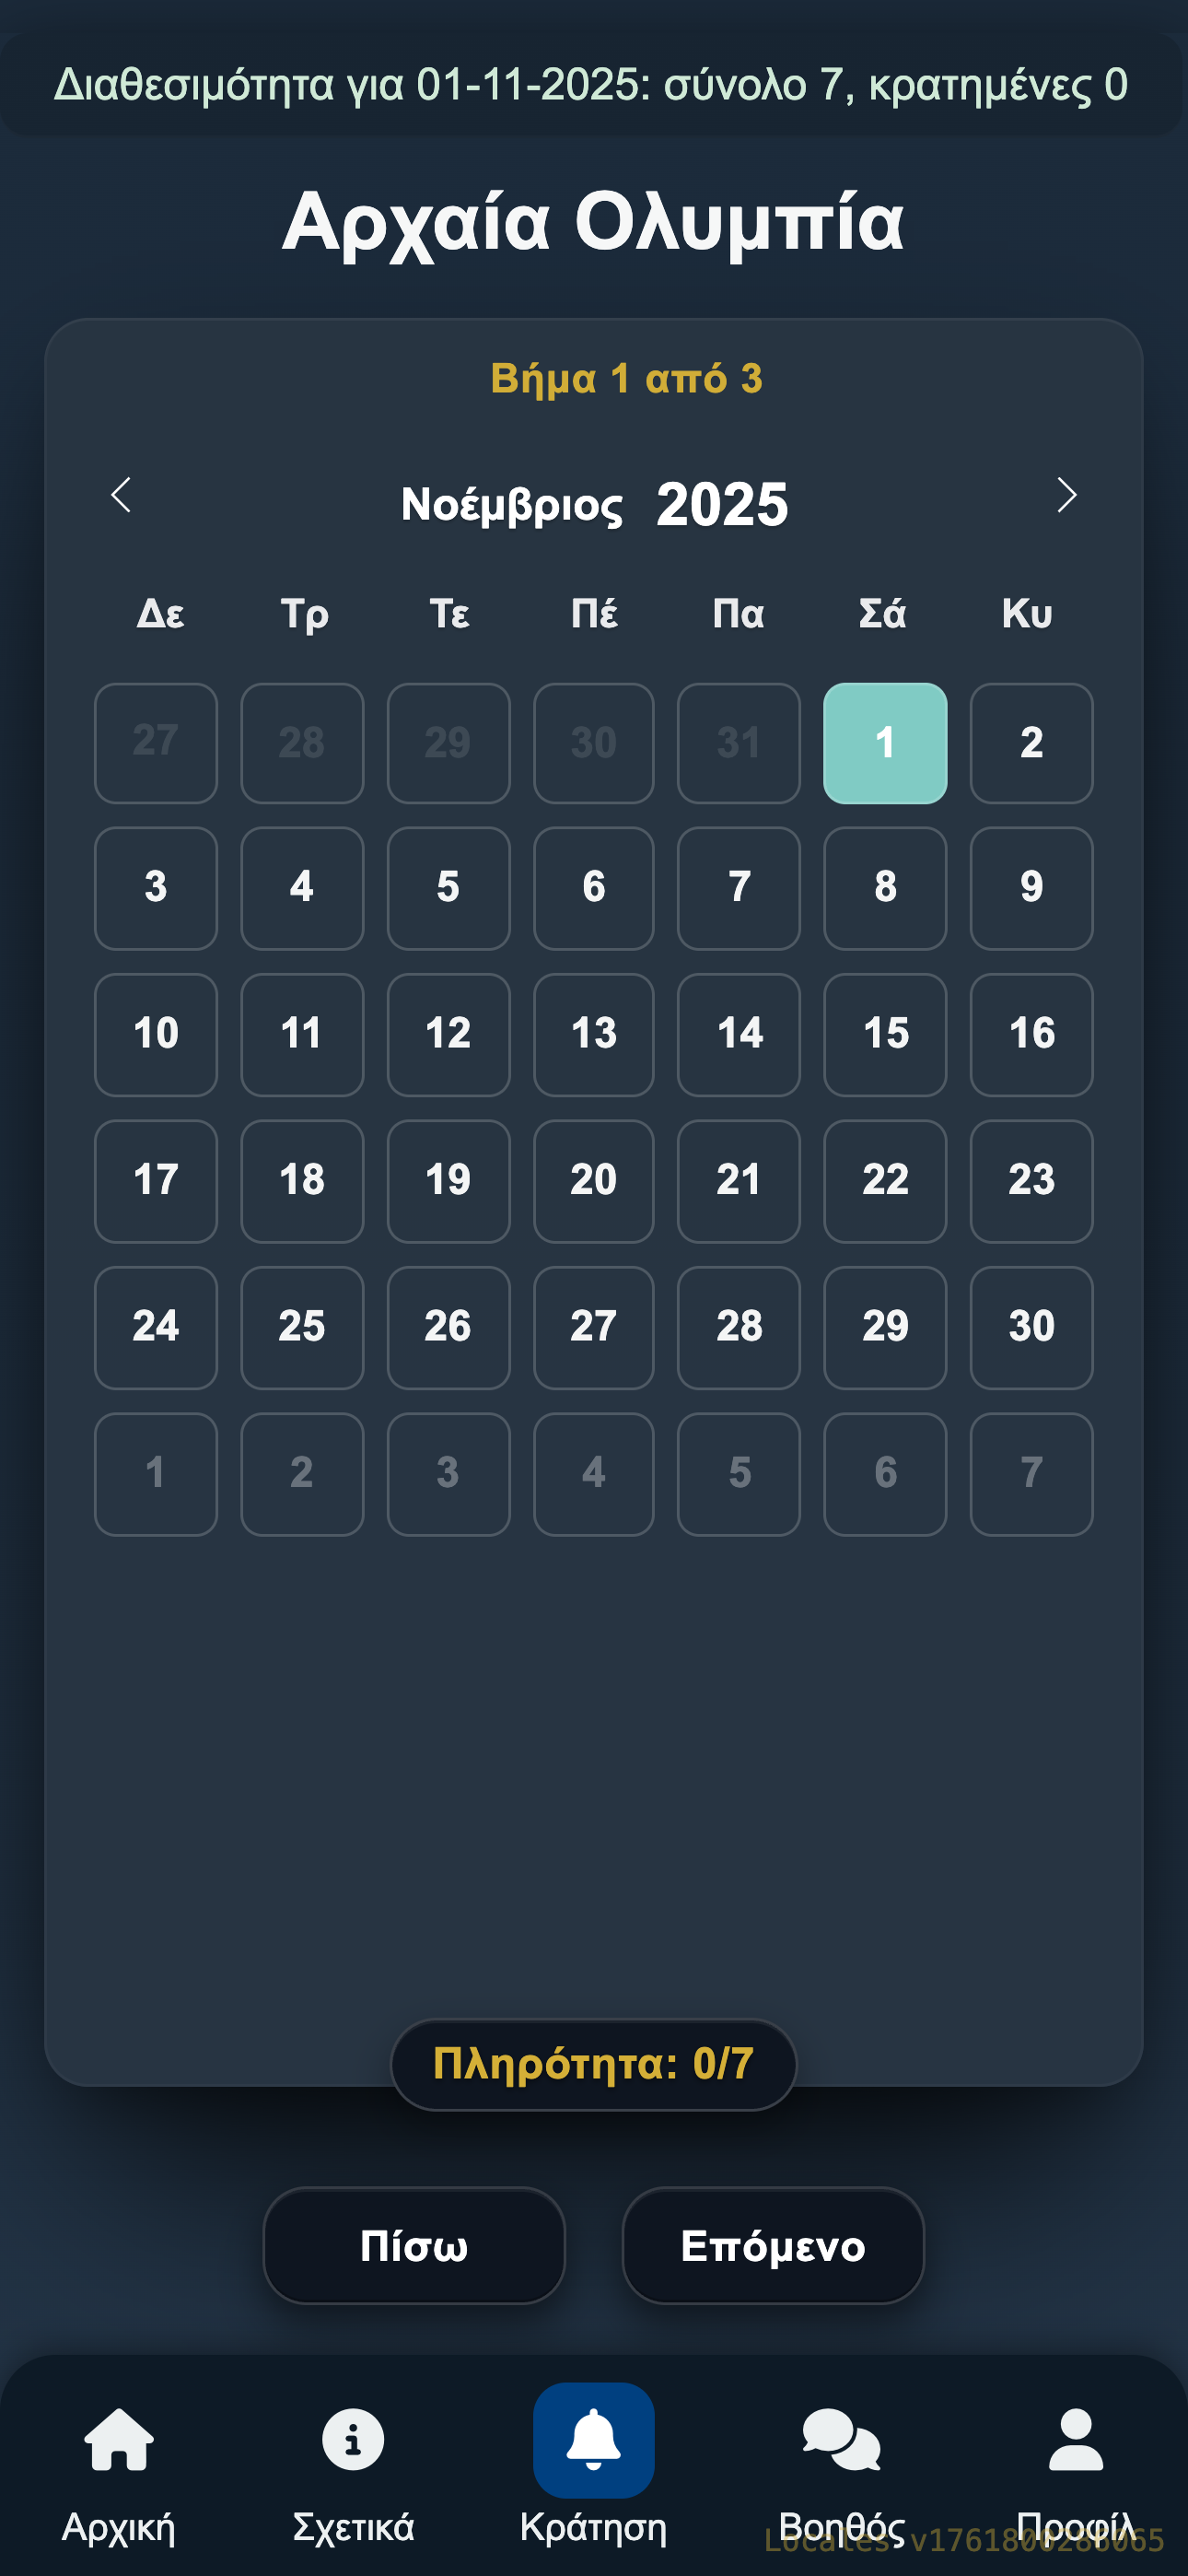 Διαθεσιμότητα για 01-11-2025: σύνολο 7, κρατημένες 0
Αρχαία Ολυμπία
Βήμα 1 από 3
Νοέμβριος 2025
Δε Τρ Τε Πέ Πα Σά Κυ
27 28 29 30 31 1 2
3 4 5 6 7 8 9
10 11 12 13 14 15 16
17 18 19 20 21 22 23
24 25 26 27 28 29 30
1 2 3 4 5 6 7
Πληρότητα: 0/7
Πίσω Επόμενο
Αρχική Σχετικά Κράτηση Βοηθός Προφίλ
Locales v1761800286065